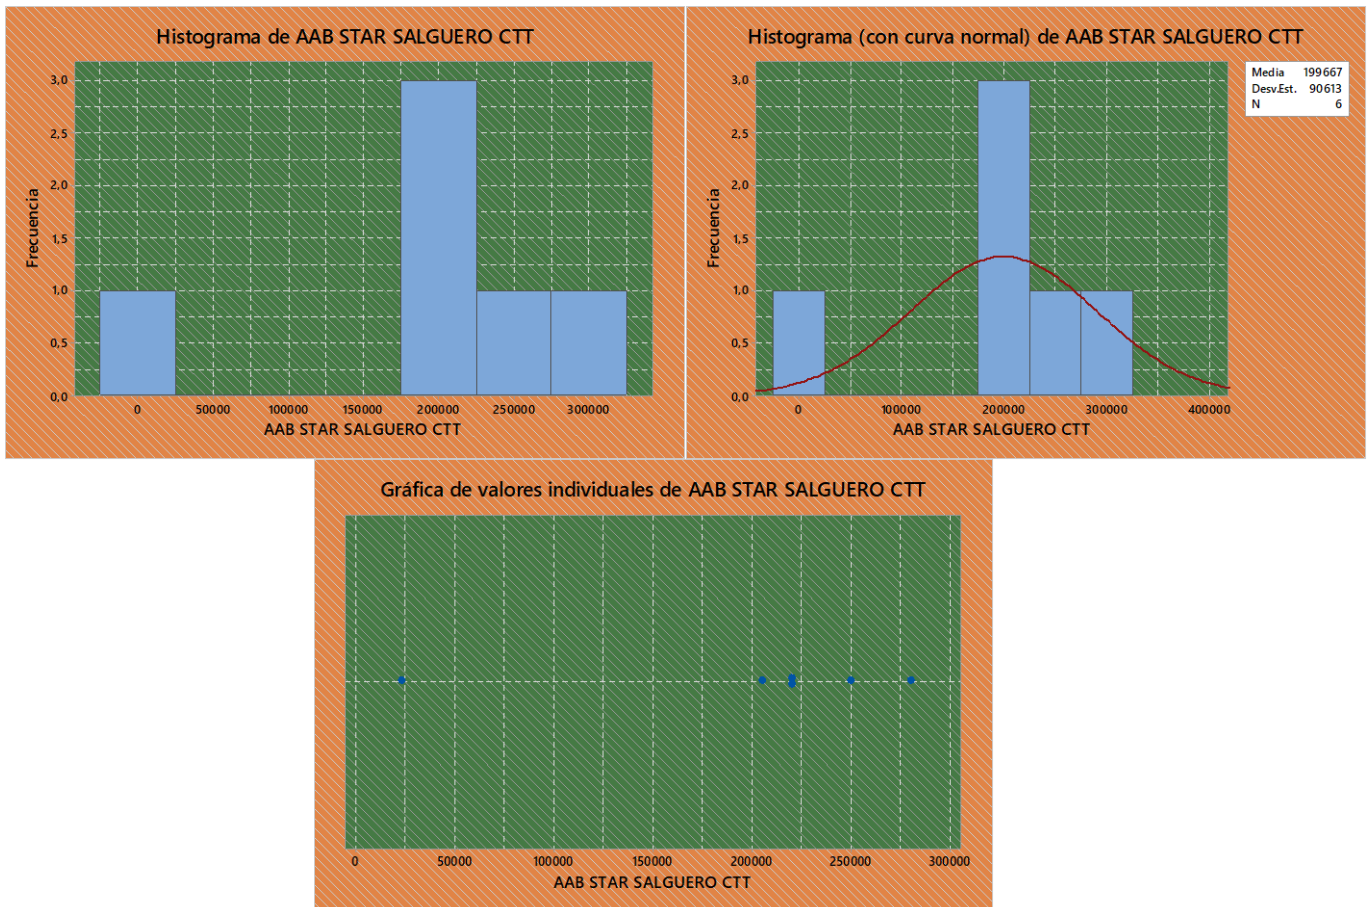 Histograma de AAB STAR SALGUERO CTT
3,0
2,5
2,0
1,5
1,0
0,5
0,0
Frecuencia
0 50000 100000 150000 200000 250000 300000
AAB STAR SALGUERO CTT
Histograma (con curva normal) de AAB STAR SALGUERO CTT
3,0
2,5
2,0
1,5
1,0
0,5
0,0
Frecuencia
0 100000 200000 300000 400000
AAB STAR SALGUERO CTT
Media 199667
Desv.Est. 90613
N 6
Gráfica de valores individuales de AAB STAR SALGUERO CTT
0 50000 100000 150000 200000 250000 300000
AAB STAR SALGUERO CTT